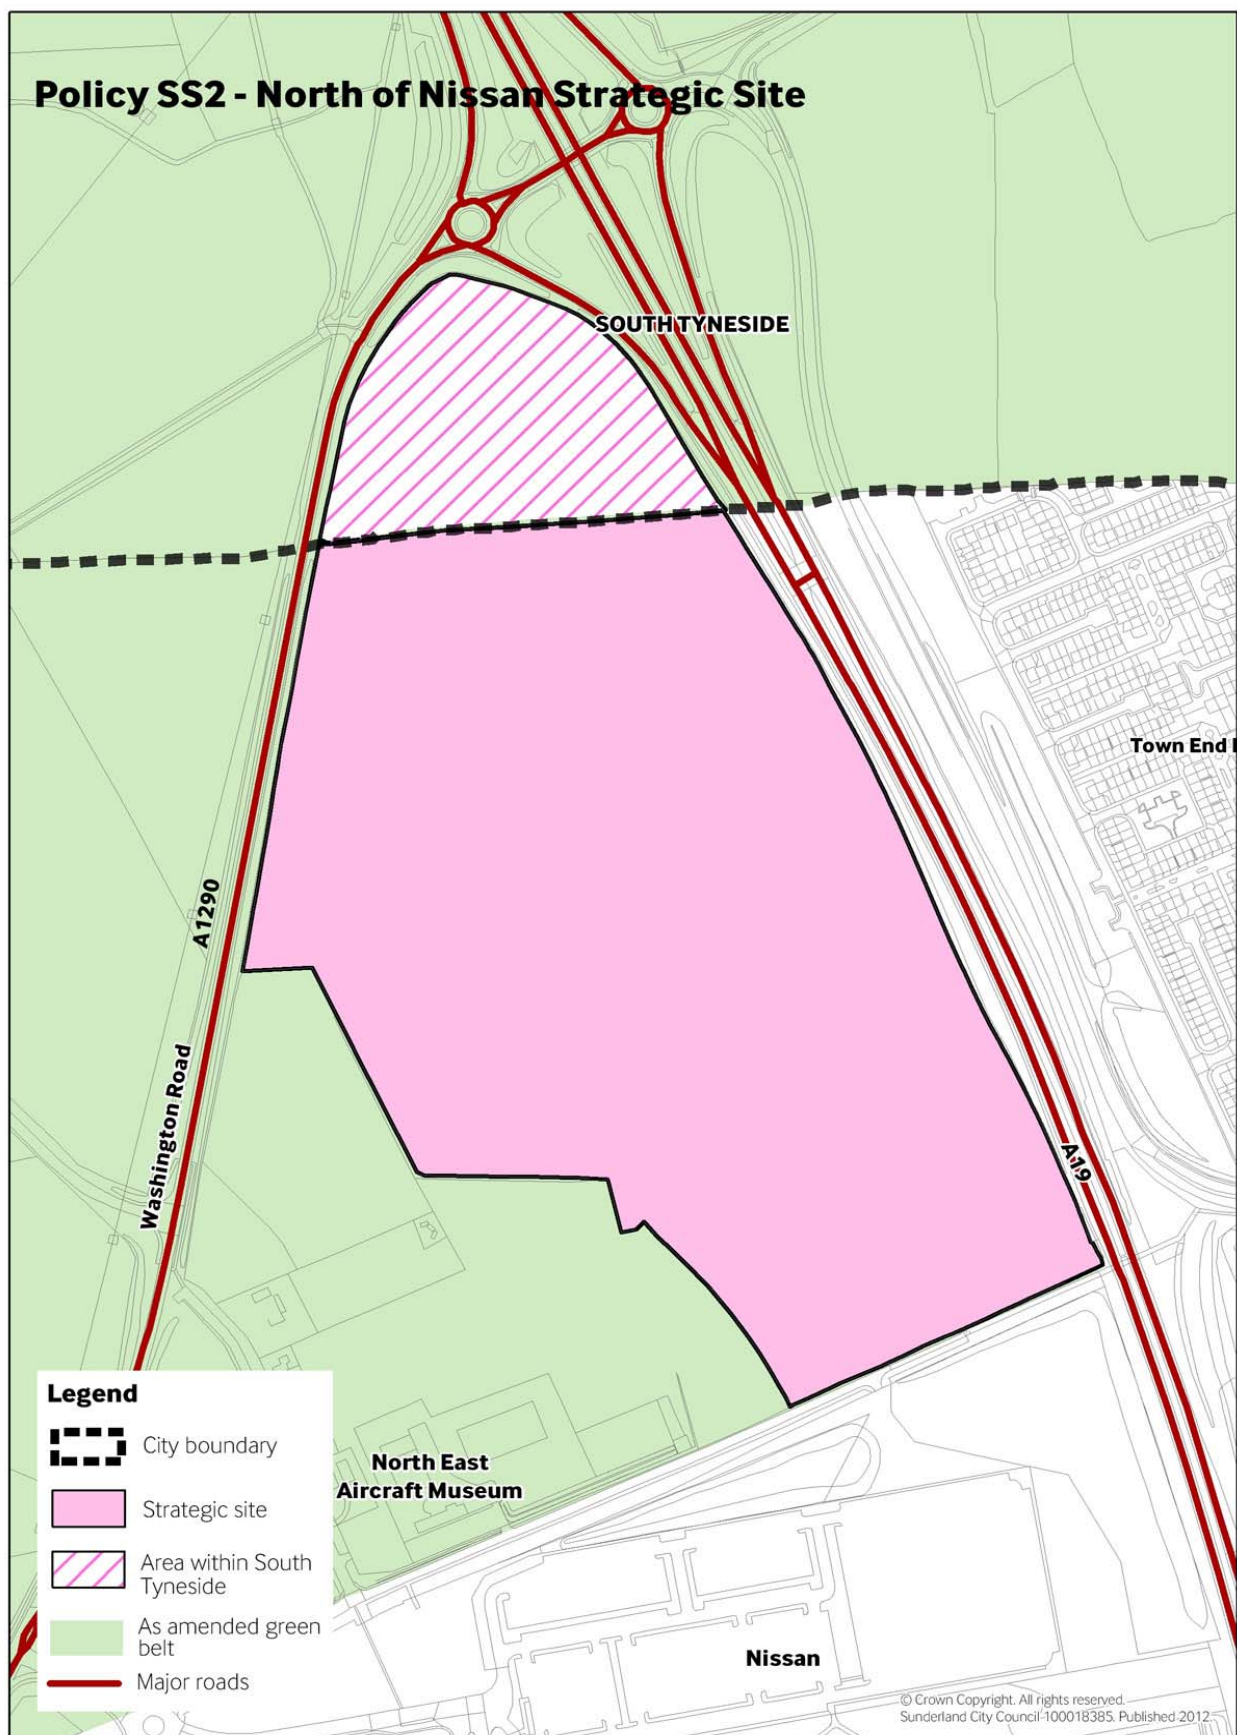 Policy SS2 - North of Nissan Strategic Site
SOUTH TYNESIDE
Town End
A1290
Washington Road
A19
North East
Aircraft Museum
Nissan
Legend
City boundary
Strategic site
Area within South
Tyneside
As amended green
belt
Major roads
© Crown Copyright. All rights reserved.
Sunderland City Council 100018385. Published 2012.